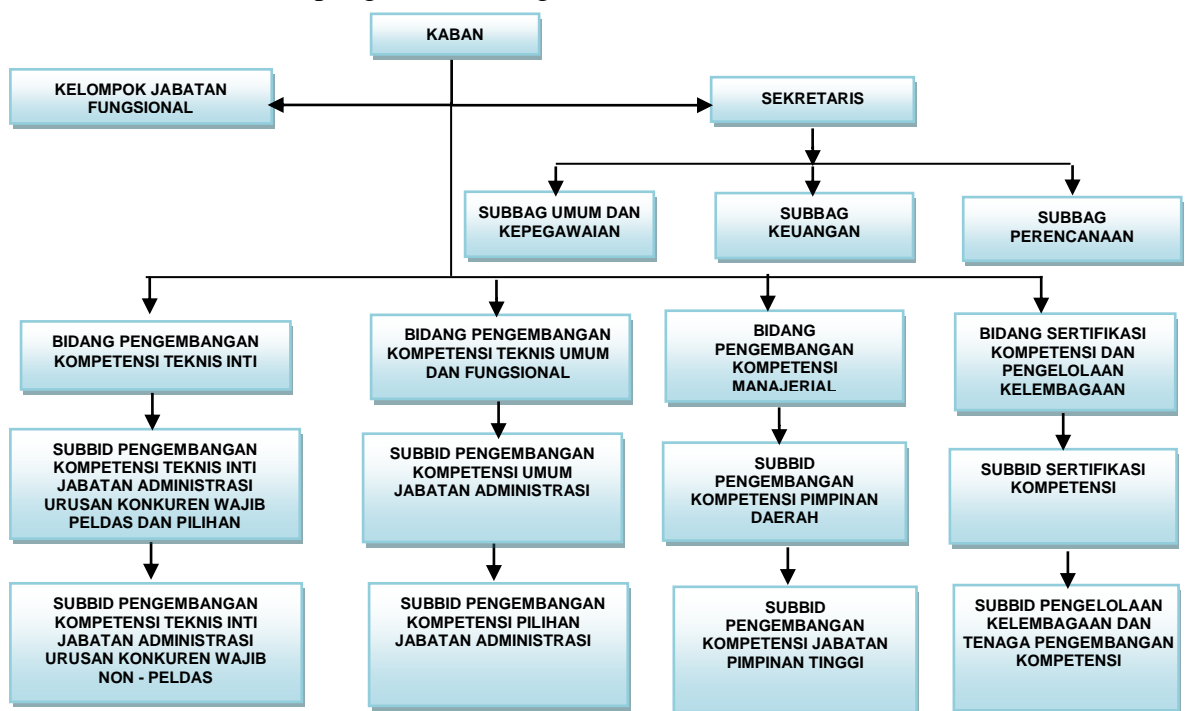 KABAN
KELOMPOK JABATAN
FUNGSIONAL
SEKRETARIS
SUBBAG UMUM DAN
KEPEGAWAIAN
SUBBAG
KEUANGAN
SUBBAG
PERENCANAAN
BIDANG PENGEMBANGAN
KOMPETENSI TEKNIS INTI
BIDANG PENGEMBANGAN
KOMPETENSI TEKNIS UMUM
DAN FUNGSIONAL
BIDANG
PENGEMBANGAN
KOMPETENSI
MANAJERIAL
BIDANG SERTIFIKASI
KOMPETENSI DAN
PENGELOLAAN
KELEMBAGAAN
SUBBID PENGEMBANGAN
KOMPETENSI TEKNIS INTI
JABATAN ADMINISTRASI
URUSAN KONKUREN WAJIB
PELDAS DAN PILIHAN
SUBBID PENGEMBANGAN
KOMPETENSI UMUM
JABATAN ADMINISTRASI
SUBBID
PENGEMBANGAN
KOMPETENSI PIMPINAN
DAERAH
SUBBID SERTIFIKASI
KOMPETENSI
SUBBID PENGEMBANGAN
KOMPETENSI TEKNIS INTI
JABATAN ADMINISTRASI
URUSAN KONKUREN WAJIB
NON - PELDAS
SUBBID PENGEMBANGAN
KOMPETENSI PILIHAN
JABATAN ADMINISTRASI
SUBBID
PENGEMBANGAN
KOMPETENSI JABATAN
PIMPINAN TINGGI
SUBBID PENGELOLAAN
KELEMBAGAAN DAN
TENAGA PENGEMBANGAN
KOMPETENSI